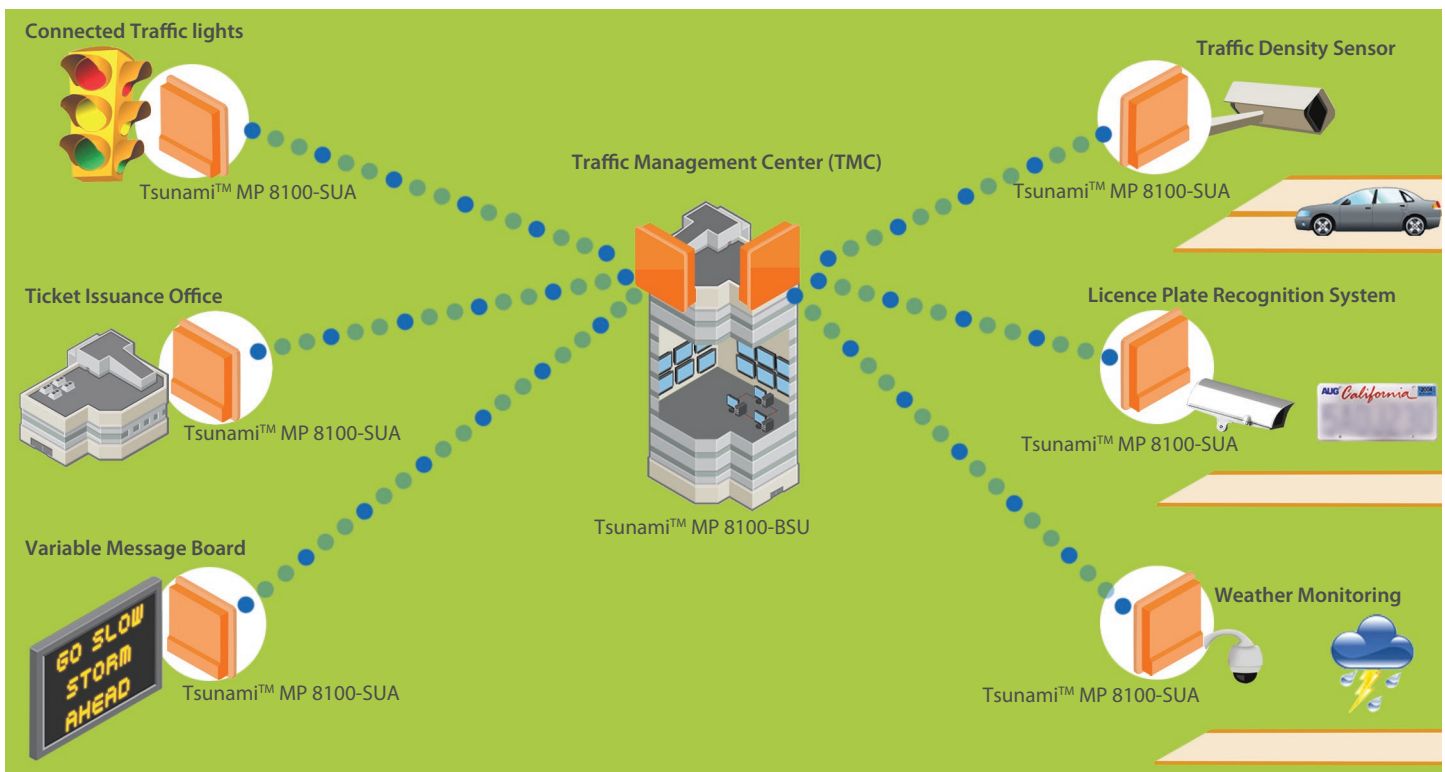 Connected Traffic lights
Tsunami™ MP 8100-SUA
Ticket Issuance Office
Tsunami™ MP 8100-SUA
Variable Message Board
GO SLOW
STORM
AHEAD
Tsunami™ MP 8100-SUA
Traffic Management Center (TMC)
Tsunami™ MP 8100-BSU
Traffic Density Sensor
Tsunami™ MP 8100-SUA
Licence Plate Recognition System
AUG California
Tsunami™ MP 8100-SUA
Weather Monitoring
Tsunami™ MP 8100-SUA